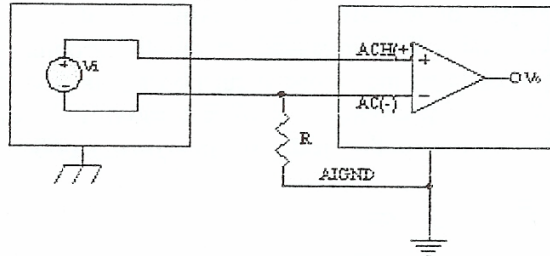 Vi
+
−
ACH(+)
+
AC(-)
−
Vo
R
AIGND